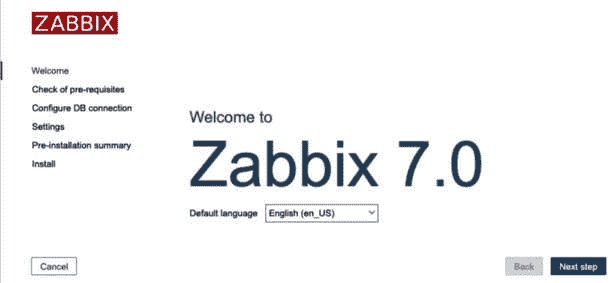 ZABBIX
Welcome
Check of pre-requisites
Configure DB connection
Settings
Pre-installation summary
Install
Welcome to
Zabbix 7.0
Default language English (en_US)
Cancel
Back Next step